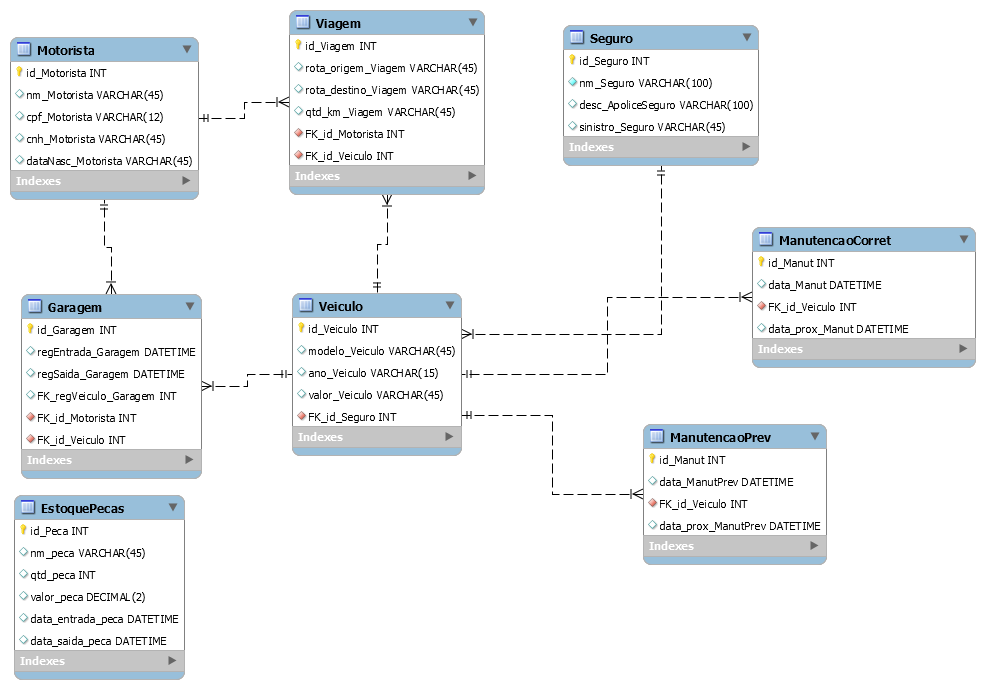 Motorista
id_Motorista INT
nm_Motorista VARCHAR(45)
cpf_Motorista VARCHAR(12)
cnh_Motorista VARCHAR(45)
dataNasc_Motorista VARCHAR(45)
Indexes
Viagem
id_Viagem INT
rota_origem_Viagem VARCHAR(45)
rota_destino_Viagem VARCHAR(45)
qtd_km_Viagem VARCHAR(45)
FK_id_Motorista INT
FK_id_Veiculo INT
Indexes
Seguro
id_Seguro INT
nm_Seguro VARCHAR(100)
desc_ApoliceSeguro VARCHAR(100)
sinistro_Seguro VARCHAR(45)
Indexes
ManutencaoCorret
id_Manut INT
data_Manut DATETIME
FK_id_Veiculo INT
data_prox_Manut DATETIME
Indexes
Garagem
id_Garagem INT
regEntrada_Garagem DATETIME
regSaida_Garagem DATETIME
FK_regVeiculo_Garagem INT
FK_id_Motorista INT
FK_id_Veiculo INT
Indexes
Veiculo
id_Veiculo INT
modelo_Veiculo VARCHAR(45)
ano_Veiculo VARCHAR(15)
valor_Veiculo VARCHAR(45)
FK_id_Seguro INT
Indexes
ManutencaoPrev
id_Manut INT
data_ManutPrev DATETIME
FK_id_Veiculo INT
data_prox_ManutPrev DATETIME
Indexes
EstoquePecas
id_Peca INT
nm_peca VARCHAR(45)
qtd_peca INT
valor_peca DECIMAL(2)
data_entrada_peca DATETIME
data_saida_peca DATETIME
Indexes